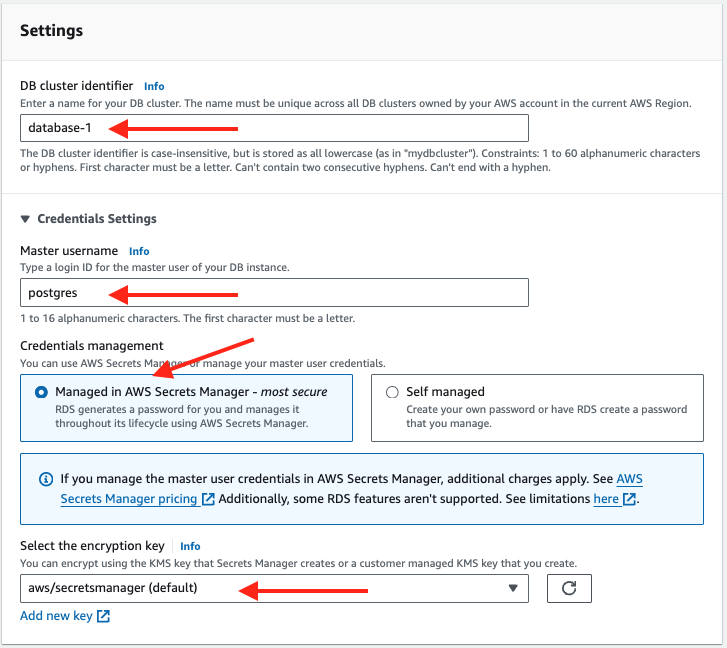 Settings
DB cluster identifier Info
Enter a name for your DB cluster. The name must be unique across all DB clusters owned by your AWS account in the current AWS Region.
database-1
The DB cluster identifier is case-insensitive, but is stored as all lowercase (as in "mydbcluster"). Constraints: 1 to 60 alphanumeric characters
or hyphens. First character must be a letter. Can't contain two consecutive hyphens. Can't end with a hyphen.
Credentials Settings
Master username Info
Type a login ID for the master user of your DB instance.
postgres
1 to 16 alphanumeric characters. The first character must be a letter.
Credentials management
You can use AWS Secrets Manager or manage your master user credentials.
Managed in AWS Secrets Manager - most secure
RDS generates a password for you and manages it
throughout its lifecycle using AWS Secrets Manager.
Self managed
Create your own password or have RDS create a password
that you manage.
If you manage the master user credentials in AWS Secrets Manager, additional charges apply. See AWS
Secrets Manager pricing Additionally, some RDS features aren't supported. See limitations here.
Select the encryption key Info
You can encrypt using the KMS key that Secrets Manager creates or a customer managed KMS key that you create.
aws/secretsmanager (default)
Add new key